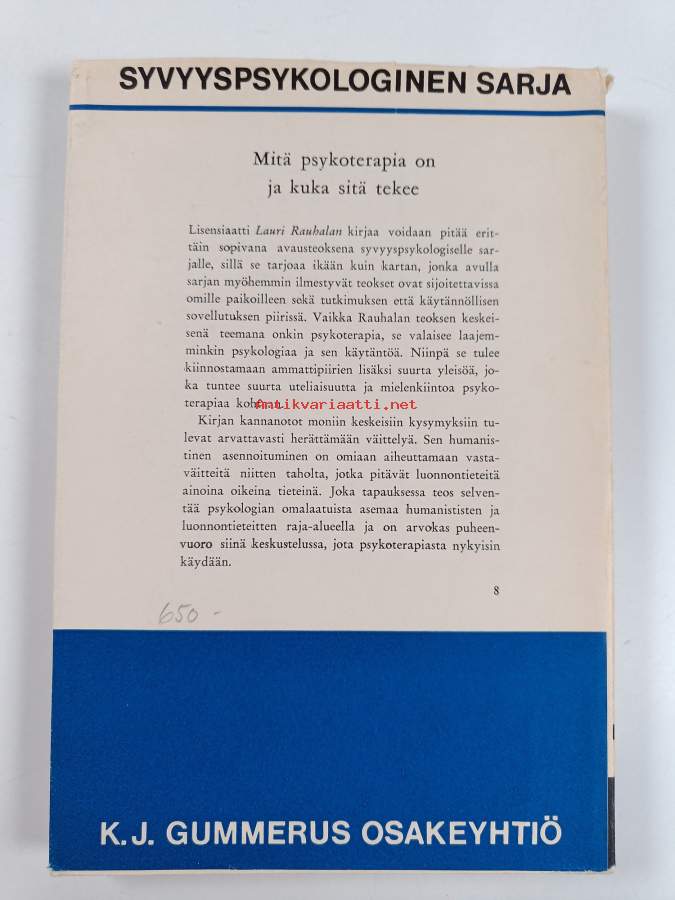 SYVYYSPSYKOLOGINEN SARJA
Mitä psykoterapia on
ja kuka sitä tekee
Lisensiaatti Lauri Rauhalan kirjaa voidaan pitää erit-
täin sopivana avausteoksena syvyyspsykologiselle sar-
jalle, sillä se tarjoaa ikään kuin kartan, jonka avulla
sarjan myöhemmin ilmestyvät teokset ovat sijoitettavissa
omille paikoilleen sekä tutkimuksen että käytännöllisen
sovellutuksen piirissä. Vaikka Rauhalan teoksen keskei-
senä teemana onkin psykoterapia, se valaisee laajem-
minkin psykologiaa ja sen käytäntöä. Niinpä se tulee
kiinnostamaan ammattipiirien lisäksi suurta yleisöä, jo-
ka tuntee suurta uteliaisuutta ja mielenkiintoa psyko-
terapiaa
antikvariaatti.net
Kirjan kannanotot moniin keskeisiin kysymyksiin tu-
levat arvattavasti herättämään väittelyä. Sen humanis-
tinen asennoituminen on omiaan aiheuttamaan vasta-
väitteitä niitten taholta, jotka pitävät luonnontieteitä
ainoina oikeina tieteinä. Joka tapauksessa teos selven-
tää psykologian omalaatuista asemaa humanististen ja
luonnontieteitten raja-alueella ja on arvokas puheen-
vuoro siinä keskustelussa, jota psykoterapiasta nykyisin
käydään.
8
650 -
K. J. GUMMERUS OSAKEYHTIÖ